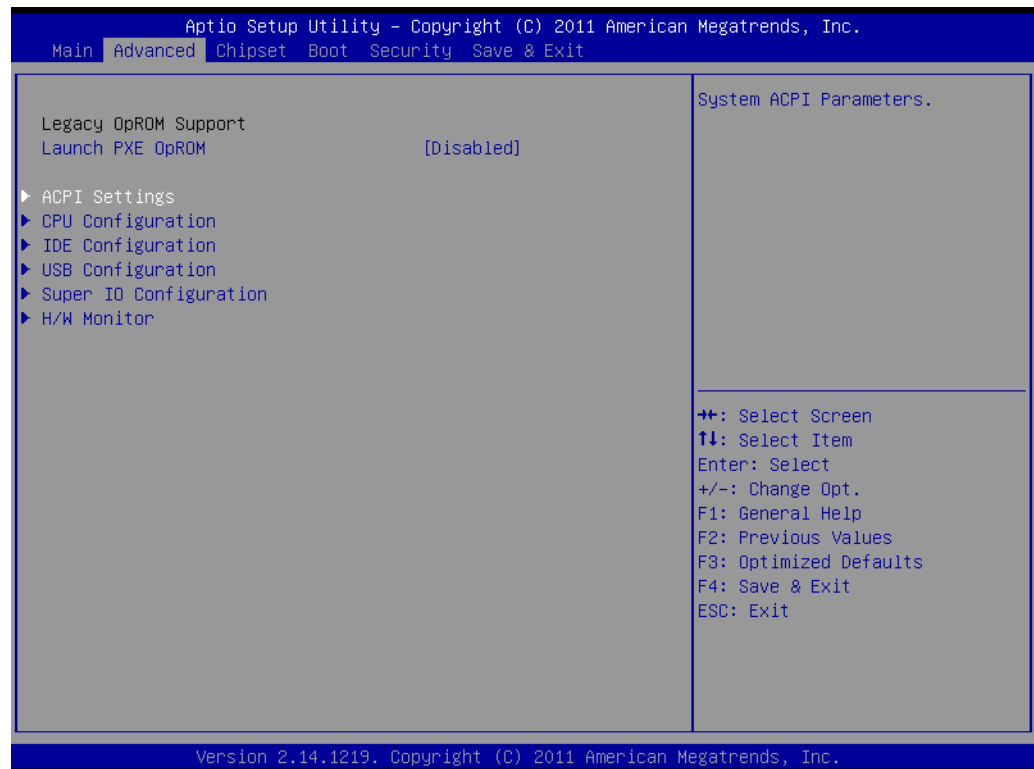 Aptio Setup Utility – Copyright (C) 2011 American Megatrends, Inc.
Main Advanced Chipset Boot Security Save & Exit
Legacy OpROM Support
Launch PXE OpROM [Disabled]
▶ ACPI Settings
▶ CPU Configuration
▶ IDE Configuration
▶ USB Configuration
▶ Super IO Configuration
▶ H/W Monitor
System ACPI Parameters.
→←: Select Screen
↑↓: Select Item
Enter: Select
+/-: Change Opt.
F1: General Help
F2: Previous Values
F3: Optimized Defaults
F4: Save & Exit
ESC: Exit
Version 2.14.1219. Copyright (C) 2011 American Megatrends, Inc.